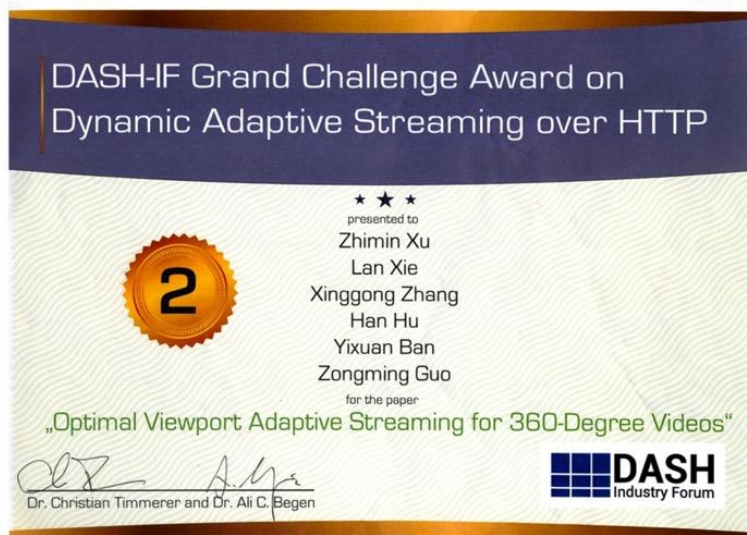 DASH-IF Grand Challenge Award on
Dynamic Adaptive Streaming over HTTP
presented to
Zhimin Xu
Lan Xie
Xinggong Zhang
Han Hu
Yixuan Ban
Zongming Guo
2
for the paper
„Optimal Viewport Adaptive Streaming for 360-Degree Videos“
Dr. Christian Timmerer and Dr. Ali C. Begen
DASH
Industry Forum